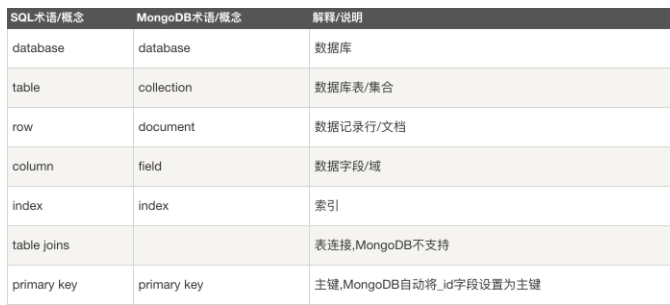 SQL术语/概念 MongoDB术语/概念 解释/说明
database database 数据库
table collection 数据库表/集合
row document 数据记录行/文档
column field 数据字段/域
index index 索引
table joins 表连接,MongoDB不支持
primary key primary key 主键,MongoDB自动将_id字段设置为主键